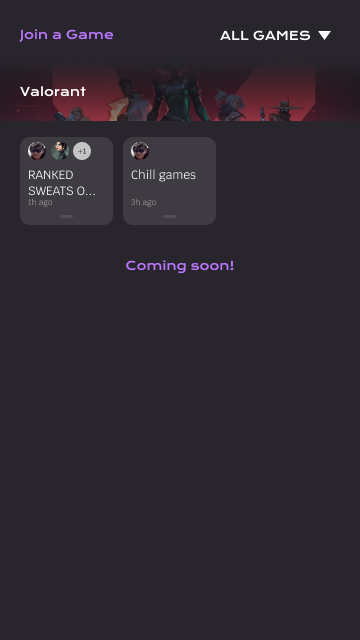 Join a Game
ALL GAMES
Valorant
+1
RANKED
SWEATS O...
1h ago
Chill games
3h ago
Coming soon!